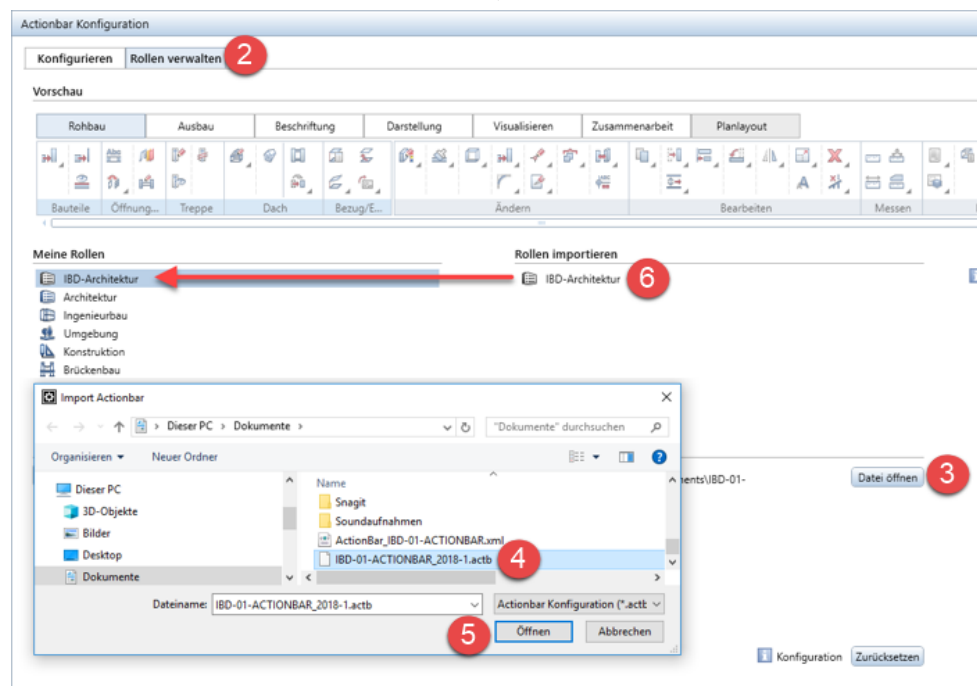 Actionbar Konfiguration
Konfigurieren Rollen verwalten 2
Vorschau
Rohbau Ausbau Beschriftung Darstellung Visualisieren Zusammenarbeit Planlayout
Bauteile Öffnung... Treppe Dach Bezug/E... Ändern Bearbeiten Messen
Meine Rollen Rollen importieren
IBD-Architektur IBD-Architektur 6
Architektur
Ingenieurbau
Umgebung
Konstruktion
Brückenbau
Import Actionbar
Dieser PC > Dokumente > "Dokumente" durchsuchen
Organisieren Neuer Ordner
Name
ents\IBD-01- Datei öffnen 3
Dieser PC
Snagit
3D-Objekte
Soundaufnahmen
Bilder
ActionBar_IBD-01-ACTIONBAR.xml
Desktop
IBD-01-ACTIONBAR_2018-1.actb 4
Dokumente
Dateiname: IBD-01-ACTIONBAR_2018-1.actb Actionbar Konfiguration (*.actb
5 Öffnen Abbrechen
Konfiguration Zurücksetzen